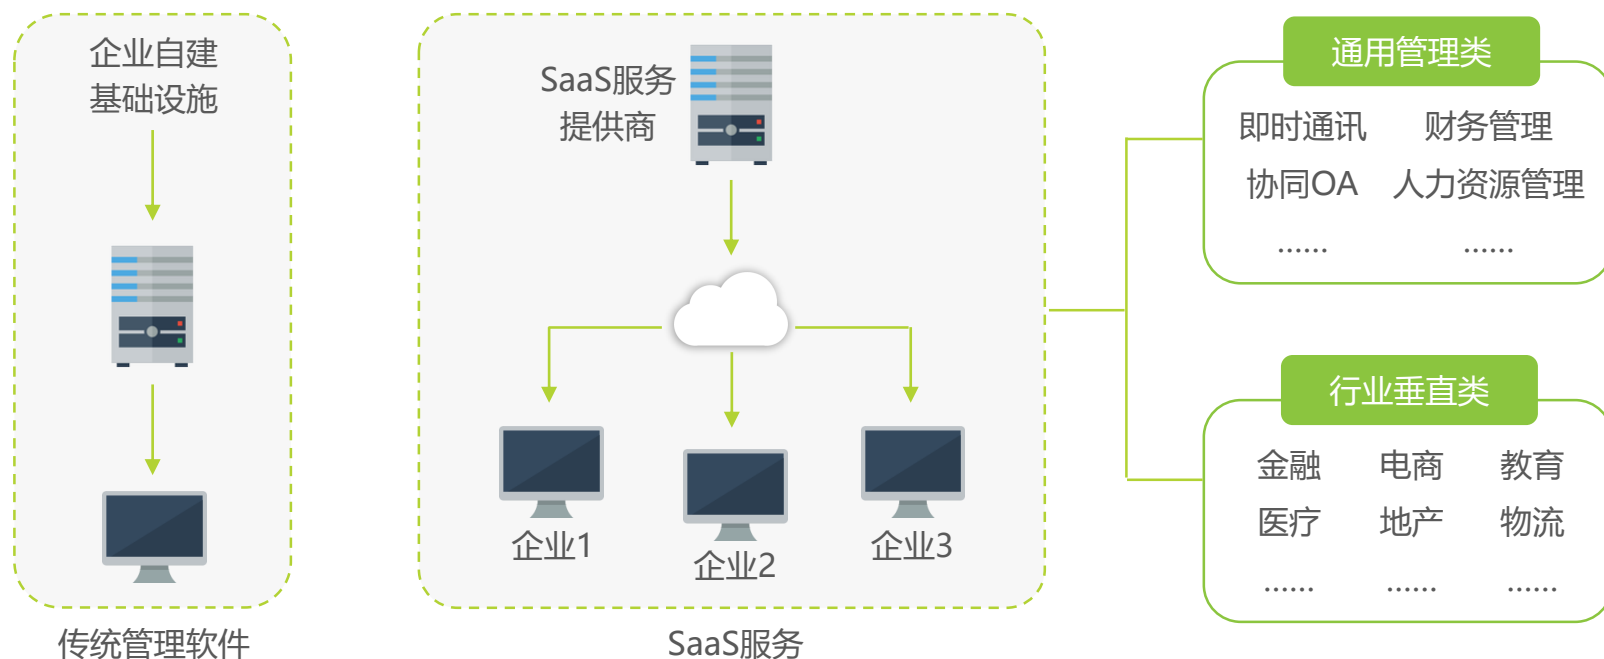 企业自建
基础设施
传统管理软件
SaaS服务
提供商
企业1
企业2
企业3
SaaS服务
通用管理类
即时通讯 财务管理
协同OA 人力资源管理
…… ……
行业垂直类
金融 电商 教育
医疗 地产 物流
…… …… ……